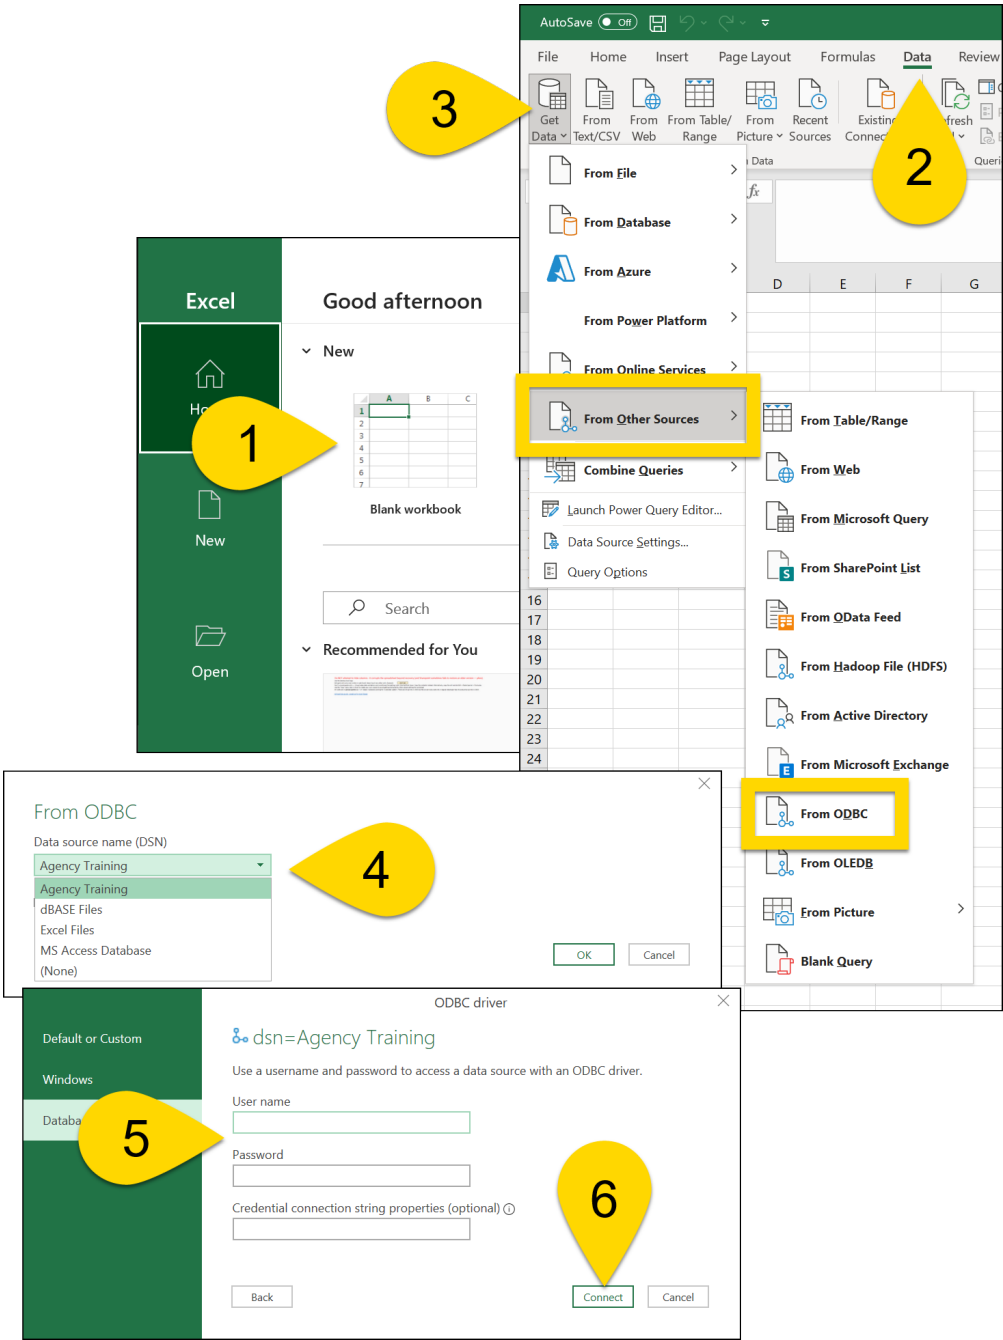 AutoSave Off
File Home Insert Page Layout Formulas Data Review
3
Get Data
From Text/CSV
From Web
From Table/ Range
From Picture
Recent Sources
Existing
2
Data
Queri
From File
fx
From Database
From Azure
D E F G
From Power Platform
From Online Services
From Other Sources
Combine Queries
Launch Power Query Editor...
Data Source Settings...
Query Options
16
17
18
19
20
21
22
23
24
From Table/Range
From Web
From Microsoft Query
From SharePoint List
From OData Feed
From Hadoop File (HDFS)
From Active Directory
From Microsoft Exchange
From ODBC
From OLEDB
From Picture
Blank Query
Excel
Good afternoon
New
A B C
1
2
3
4
5
6
7
1
Blank workbook
New
Search
Recommended for You
Open
From ODBC
Data source name (DSN)
Agency Training
Agency Training
dBASE Files
Excel Files
MS Access Database
(None)
4
OK Cancel
ODBC driver
Default or Custom
Windows
dsn=Agency Training
Use a username and password to access a data source with an ODBC driver.
User name
5
Password
Credential connection string properties (optional)
6
Back Connect Cancel